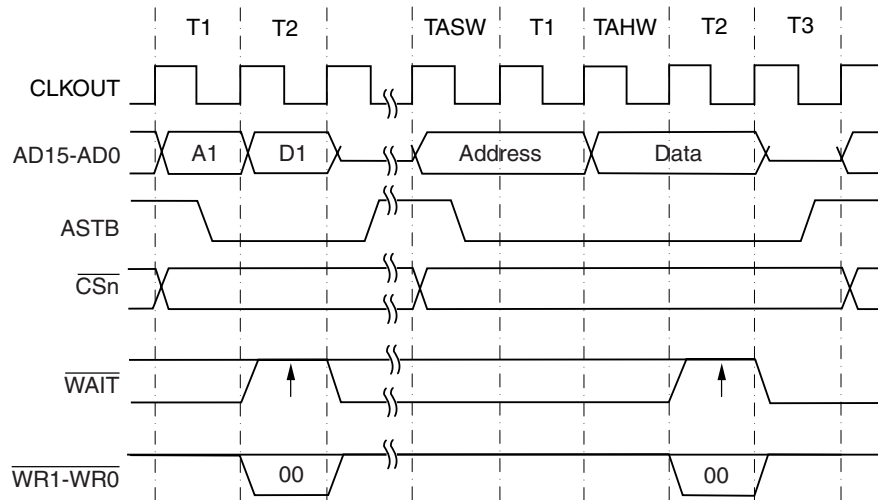 T1 T2 TASW T1 TAHW T2 T3
CLKOUT
AD15-AD0 A1 D1 Address Data
ASTB
CSn
WAIT
WR1-WR0 00 00